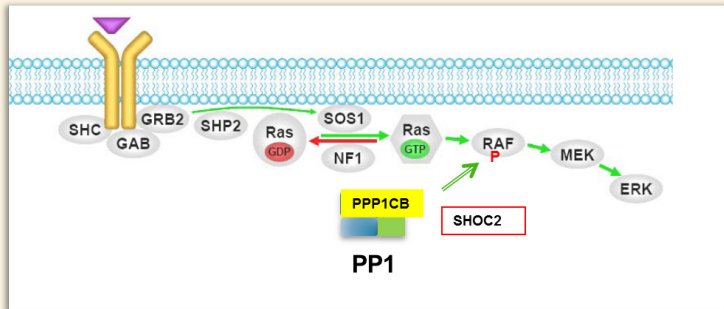 SHC
GAB
GRB2
SHP2
Ras
GDP
SOS1
NF1
Ras
GTP
RAF
P
MEK
ERK
PPP1CB
SHOC2
PP1